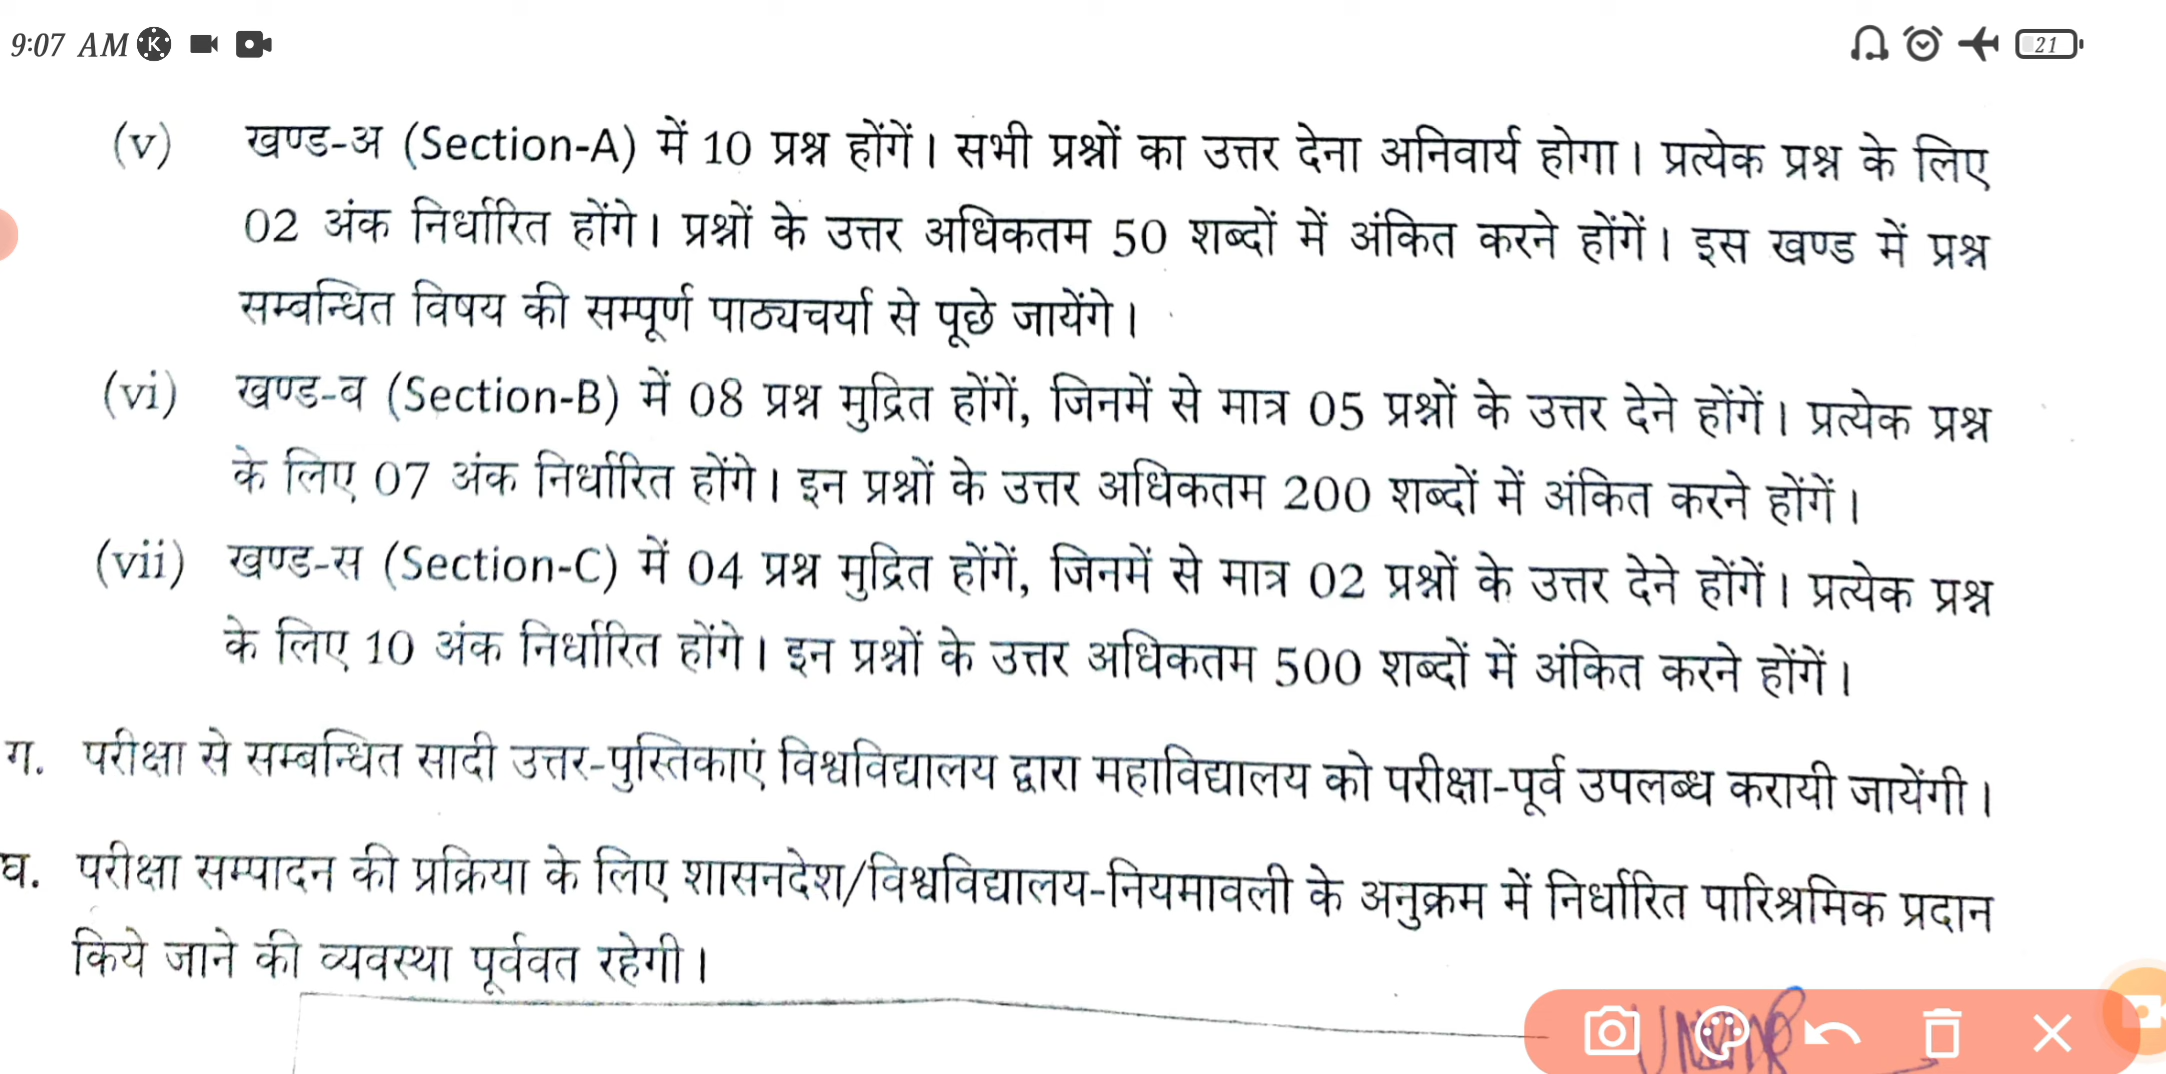 9:07 AM
21
(v) खण्ड-अ (Section-A) में 10 प्रश्न होंगें। सभी प्रश्नों का उत्तर देना अनिवार्य होगा। प्रत्येक प्रश्न के लिए
02 अंक निर्धारित होंगे। प्रश्नों के उत्तर अधिकतम 50 शब्दों में अंकित करने होंगें। इस खण्ड में प्रश्न
सम्बन्धित विषय की सम्पूर्ण पाठ्यचर्या से पूछे जायेंगे।
(vi) खण्ड-व (Section-B) में 08 प्रश्न मुद्रित होंगें, जिनमें से मात्र 05 प्रश्नों के उत्तर देने होंगें। प्रत्येक प्रश्न
के लिए 07 अंक निर्धारित होंगे। इन प्रश्नों के उत्तर अधिकतम 200 शब्दों में अंकित करने होंगें।
(vii) खण्ड-स (Section-C) में 04 प्रश्न मुद्रित होंगें, जिनमें से मात्र 02 प्रश्नों के उत्तर देने होंगें। प्रत्येक प्रश्न
के लिए 10 अंक निर्धारित होंगे। इन प्रश्नों के उत्तर अधिकतम 500 शब्दों में अंकित करने होंगें।
ग. परीक्षा से सम्बन्धित सादी उत्तर-पुस्तिकाएं विश्वविद्यालय द्वारा महाविद्यालय को परीक्षा-पूर्व उपलब्ध करायी जायेंगी।
घ. परीक्षा सम्पादन की प्रक्रिया के लिए शासनदेश/विश्वविद्यालय-नियमावली के अनुक्रम में निर्धारित पारिश्रमिक प्रदान
किये जाने की व्यवस्था पूर्ववत रहेगी।